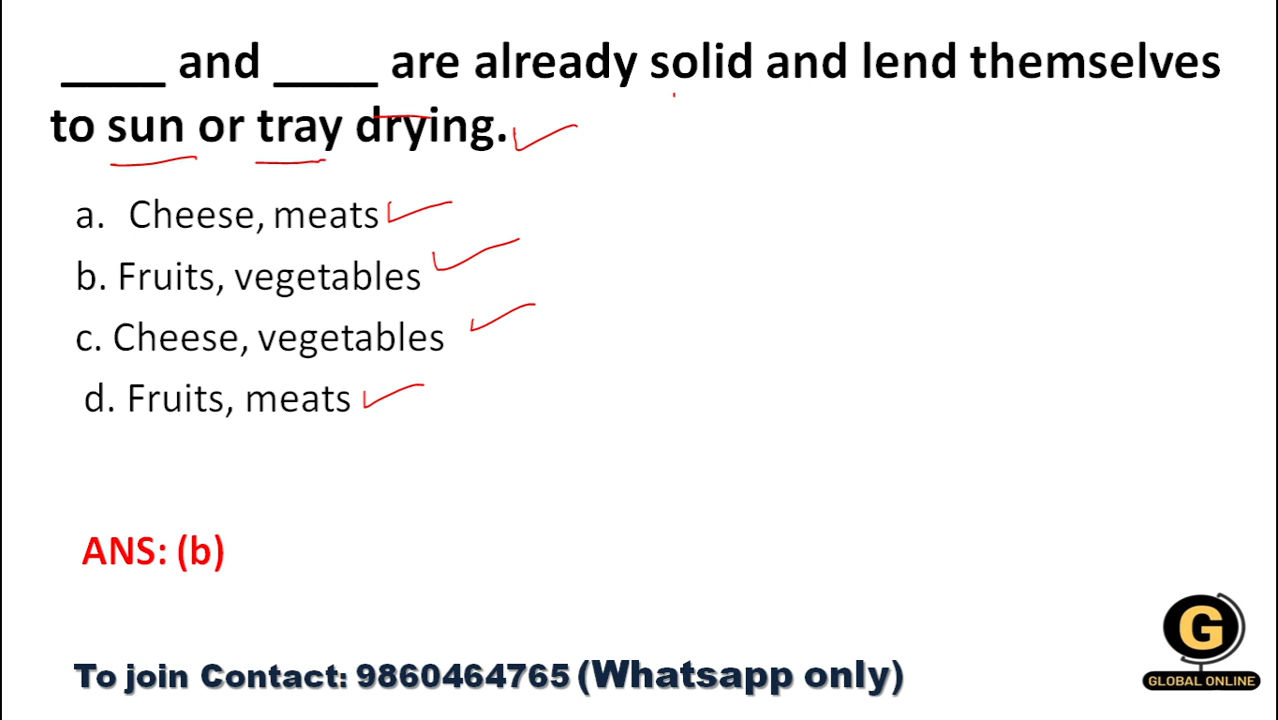 ____ and ____ are already solid and lend themselves
to sun or tray drying.
a. Cheese, meats
b. Fruits, vegetables
c. Cheese, vegetables
d. Fruits, meats
ANS: (b)
G
GLOBAL ONLINE
To join Contact: 9860464765 (Whatsapp only)